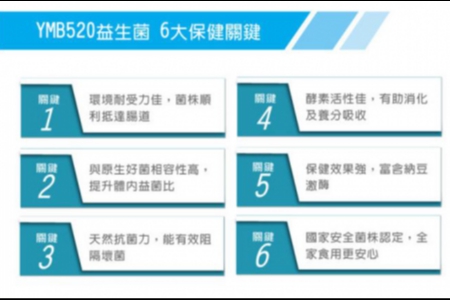 YMB520益生菌 6大保健關鍵
關鍵
1
環境耐受力佳，菌株順
利抵達腸道
關鍵
2
與原生好菌相容性高，
提升體內益菌比
關鍵
3
天然抗菌力，能有效阻
隔壞菌
關鍵
4
酵素活性佳，有助消化
及養分吸收
關鍵
5
保健效果強，富含納豆
激酶
關鍵
6
國家安全菌株認定，全
家食用更安心